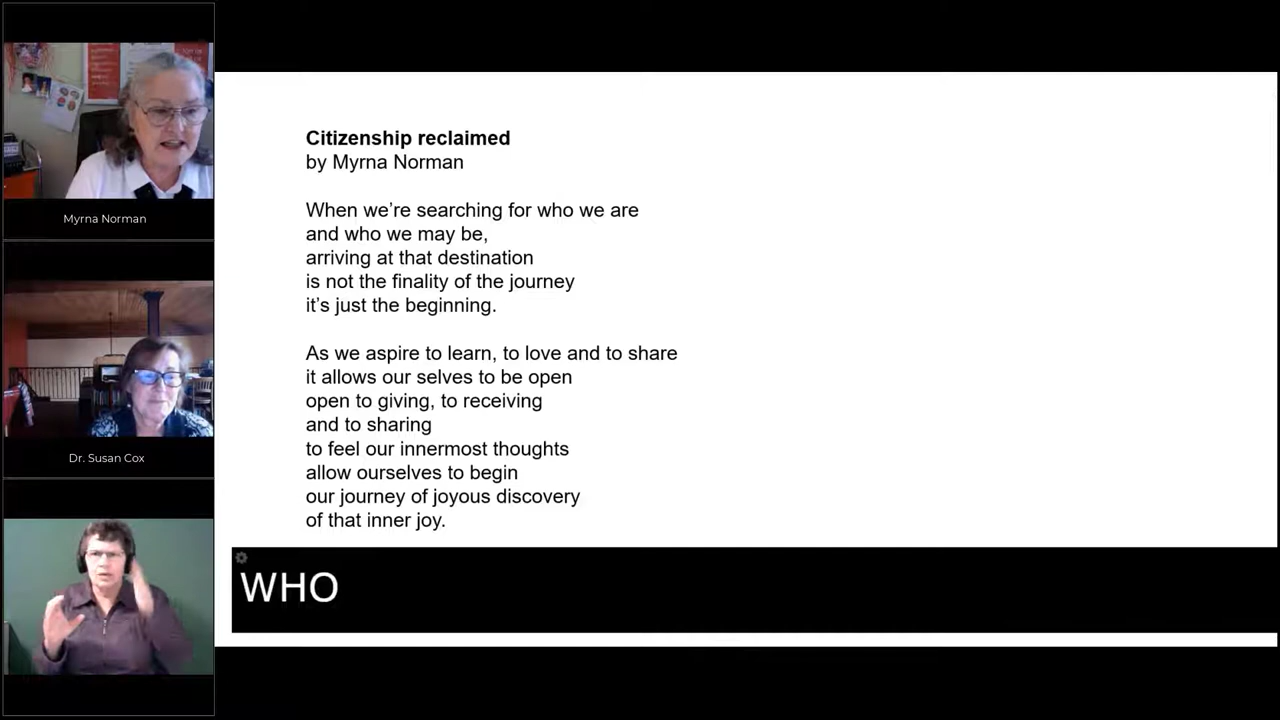 Myrna Norman
Dr. Susan Cox
Citizenship reclaimed
by Myrna Norman
When we’re searching for who we are
and who we may be,
arriving at that destination
is not the finality of the journey
it’s just the beginning.
As we aspire to learn, to love and to share
it allows our selves to be open
open to giving, to receiving
and to sharing
to feel our innermost thoughts
allow ourselves to begin
our journey of joyous discovery
of that inner joy.
WHO